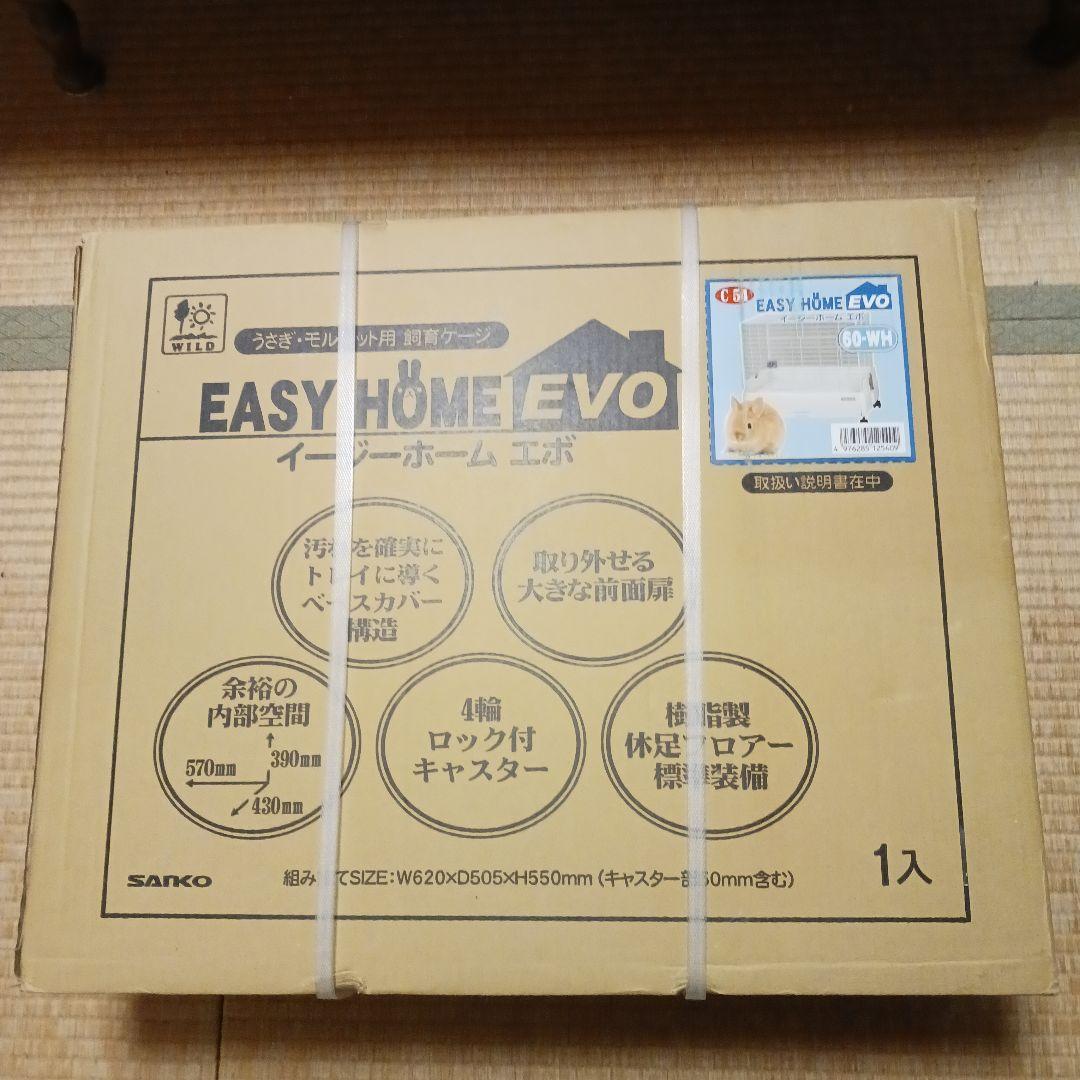 WILD
うさぎ・モルモット用 飼育ケージ
EASY HOME EVO
イージーホーム エボ
C51
EASY HOME EVO
イージーホーム エボ
60-WH
4 976285 125409
取扱い説明書在中
汚れを確実に
トレイに導く
ベースカバー
構造
取り外せる
大きな前面扉
余裕の
内部空間
390mm
570mm
430mm
4輪
ロック付
キャスター
樹脂製
休足フロアー
標準装備
SANKO
組み立てSIZE:W620×D505×H550mm(キャスター部50mm含む)
1入